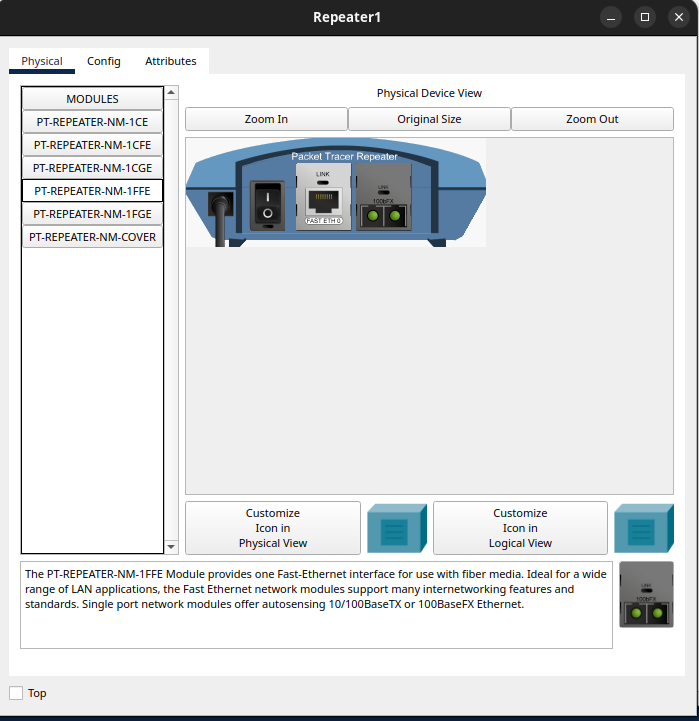 Repeater1
Physical
Config
Attributes
MODULES
PT-REPEATER-NM-1CE
PT-REPEATER-NM-1CFE
PT-REPEATER-NM-1CGE
PT-REPEATER-NM-1FFE
PT-REPEATER-NM-1FGE
PT-REPEATER-NM-COVER
Physical Device View
Zoom In
Original Size
Zoom Out
Packet Tracer Repeater
LINK
FAST ETH 0
LINK
100bFX
Customize
Icon in
Physical View
Customize
Icon in
Logical View
The PT-REPEATER-NM-1FFE Module provides one Fast-Ethernet interface for use with fiber media. Ideal for a wide
range of LAN applications, the Fast Ethernet network modules support many internetworking features and
standards. Single port network modules offer autosensing 10/100BaseTX or 100BaseFX Ethernet.
LINK
100bFX
Top